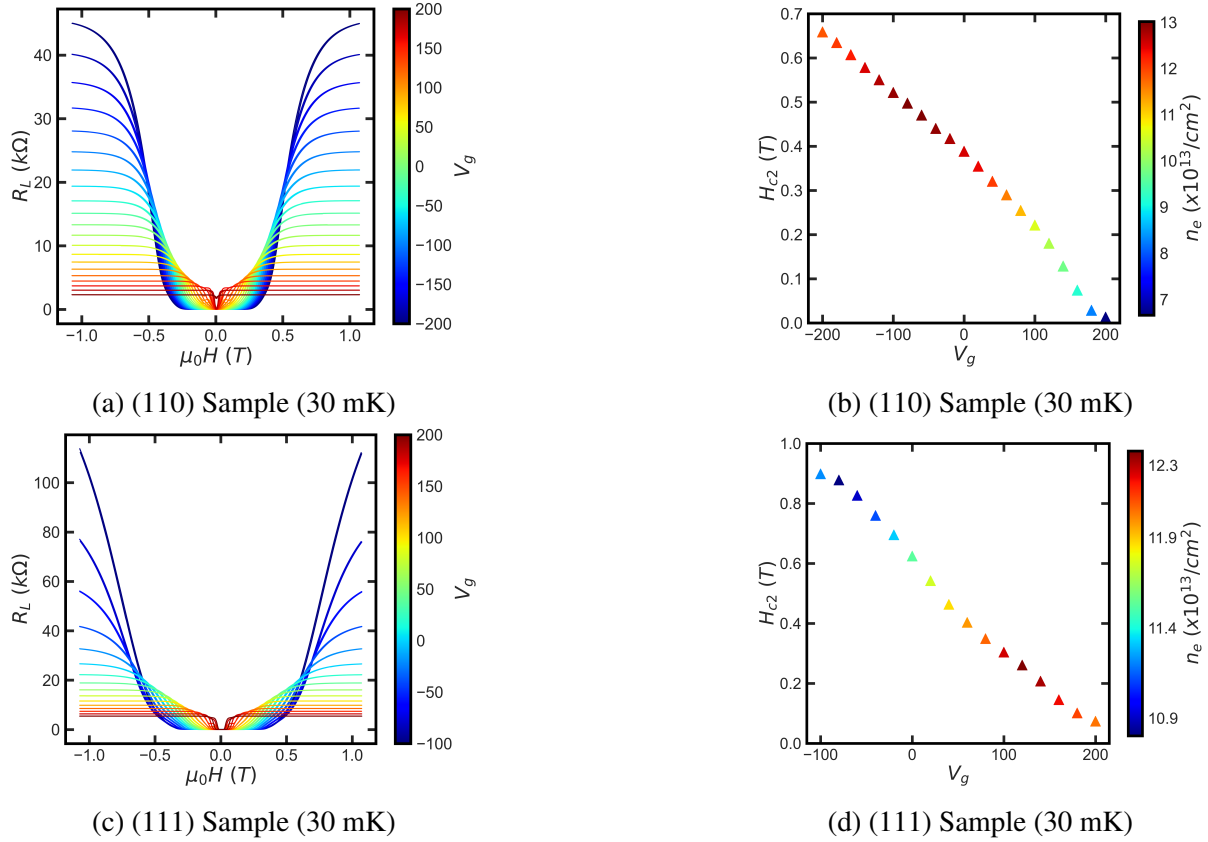 200
150
100
50
0
−50
−100
−150
−200
V_g
40
30
20
10
0
R_L (kΩ)
−1.0 −0.5 0.0 0.5 1.0
μ₀H (T)
(a) (110) Sample (30 mK)
0.7
0.6
0.5
0.4
0.3
0.2
0.1
0.0
H_{c2} (T)
−200 −100 0 100 200
V_g
13
12
11
10
9
8
7
n_e (x10^{13}/cm^2)
(b) (110) Sample (30 mK)
200
150
100
50
0
−50
−100
V_g
100
80
60
40
20
0
R_L (kΩ)
−1.0 −0.5 0.0 0.5 1.0
μ₀H (T)
(c) (111) Sample (30 mK)
1.0
0.8
0.6
0.4
0.2
0.0
H_{c2} (T)
−100 0 100 200
V_g
12.3
11.9
11.4
10.9
n_e (x10^{13}/cm^2)
(d) (111) Sample (30 mK)